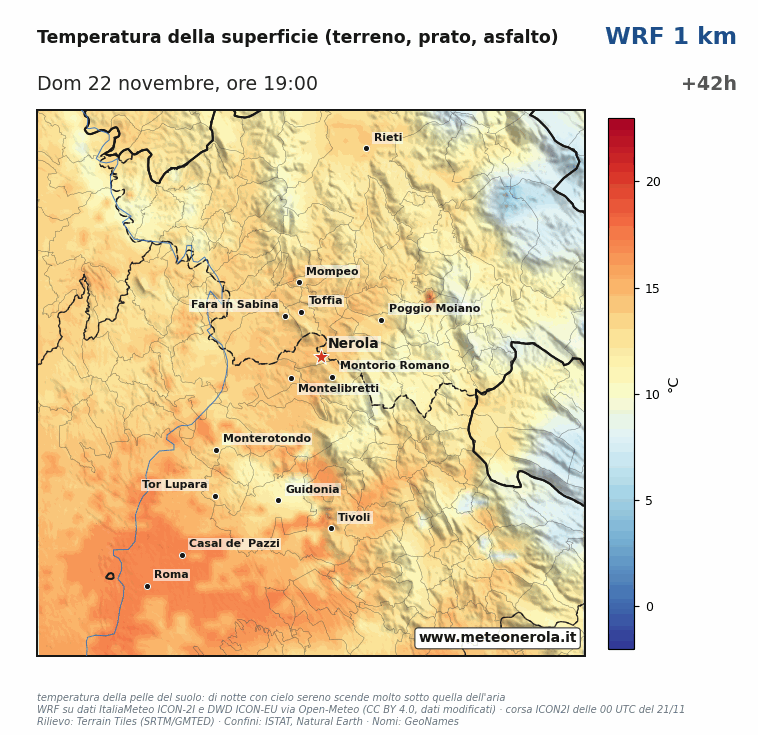 Temperatura della superficie (terreno, prato, asfalto)
WRF 1 km
Dom 22 novembre, ore 19:00
+42h
Rieti
Mompeo
Fara in Sabina
Toffia
Poggio Moiano
Nerola
Montorio Romano
Montelibretti
Monterotondo
Tor Lupara
Guidonia
Tivoli
Casal de' Pazzi
Roma
www.meteonerola.it
20
15
10
5
0
°C
temperatura della pelle del suolo: di notte con cielo sereno scende molto sotto quella dell'aria
WRF su dati ItaliaMeteo ICON-2I e DWD ICON-EU via Open-Meteo (CC BY 4.0, dati modificati) · corsa ICON2I delle 00 UTC del 21/11
Rilievo: Terrain Tiles (SRTM/GMTED) · Confini: ISTAT, Natural Earth · Nomi: GeoNames